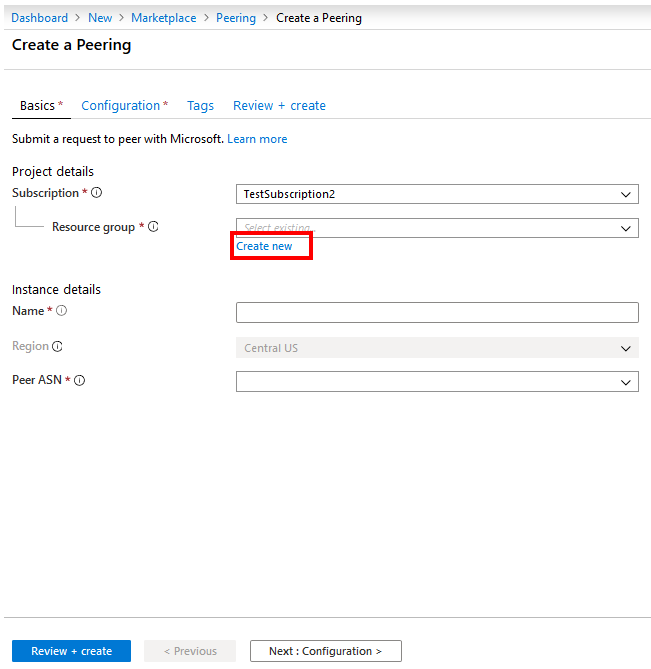 Dashboard > New > Marketplace > Peering > Create a Peering
Create a Peering
Basics * Configuration * Tags Review + create
Submit a request to peer with Microsoft. Learn more
Project details
Subscription * TestSubscription2
Resource group * Select existing...
Create new
Instance details
Name *
Region Central US
Peer ASN *
Review + create < Previous Next : Configuration >